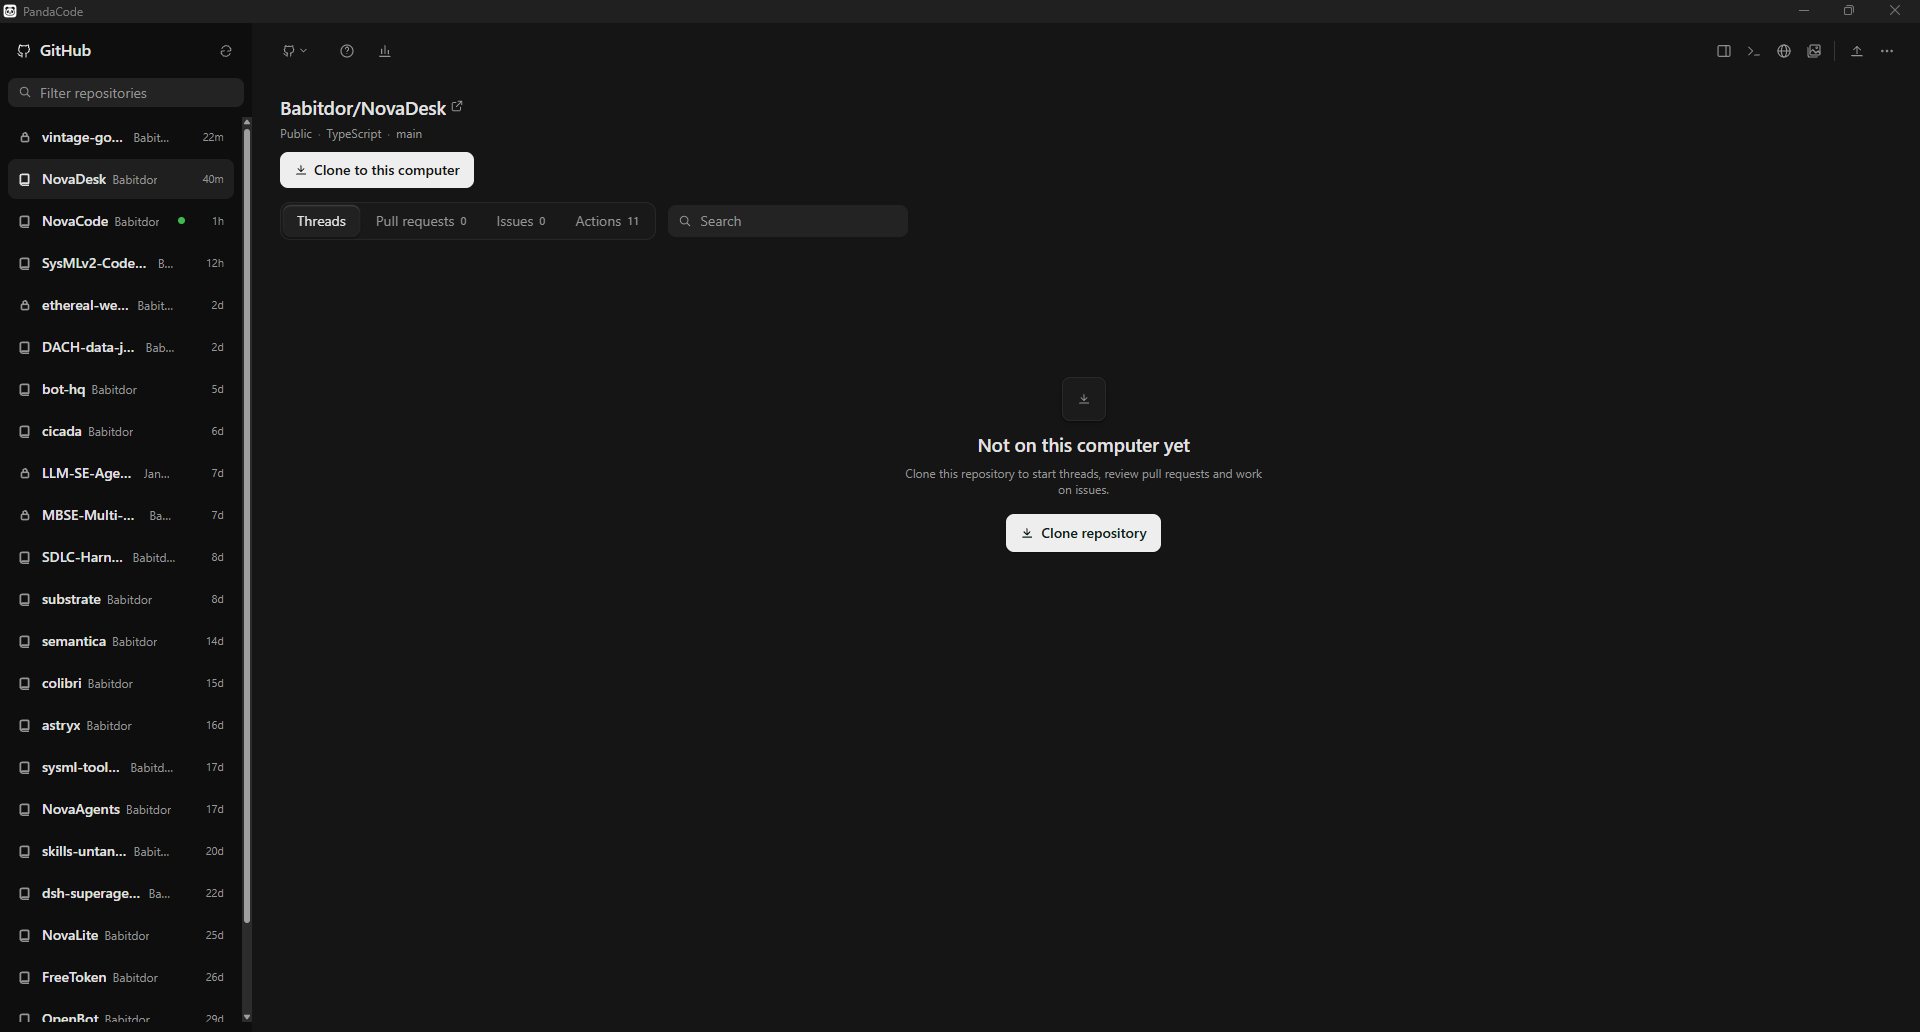 PandaCode
GitHub
Filter repositories
vintage-go... Babit... 22m
NovaDesk Babitdor 40m
NovaCode Babitdor 1h
SysMLv2-Code... B... 12h
ethereal-we... Babit... 2d
DACH-data-j... Bab... 2d
bot-hq Babitdor 5d
cicada Babitdor 6d
LLM-SE-Age... Jan... 7d
MBSE-Multi-... Ba... 7d
SDLC-Harn... Babitd... 8d
substrate Babitdor 8d
semantica Babitdor 14d
colibri Babitdor 15d
astryx Babitdor 16d
sysml-tool... Babitd... 17d
NovaAgents Babitdor 17d
skills-untan... Babit... 20d
dsh-superage... Ba... 22d
NovaLite Babitdor 25d
FreeToken Babitdor 26d
OpenBot Babitdor 29d
Babitdor/NovaDesk
Public · TypeScript · main
Clone to this computer
Threads Pull requests 0 Issues 0 Actions 11 Search
Not on this computer yet
Clone this repository to start threads, review pull requests and work
on issues.
Clone repository